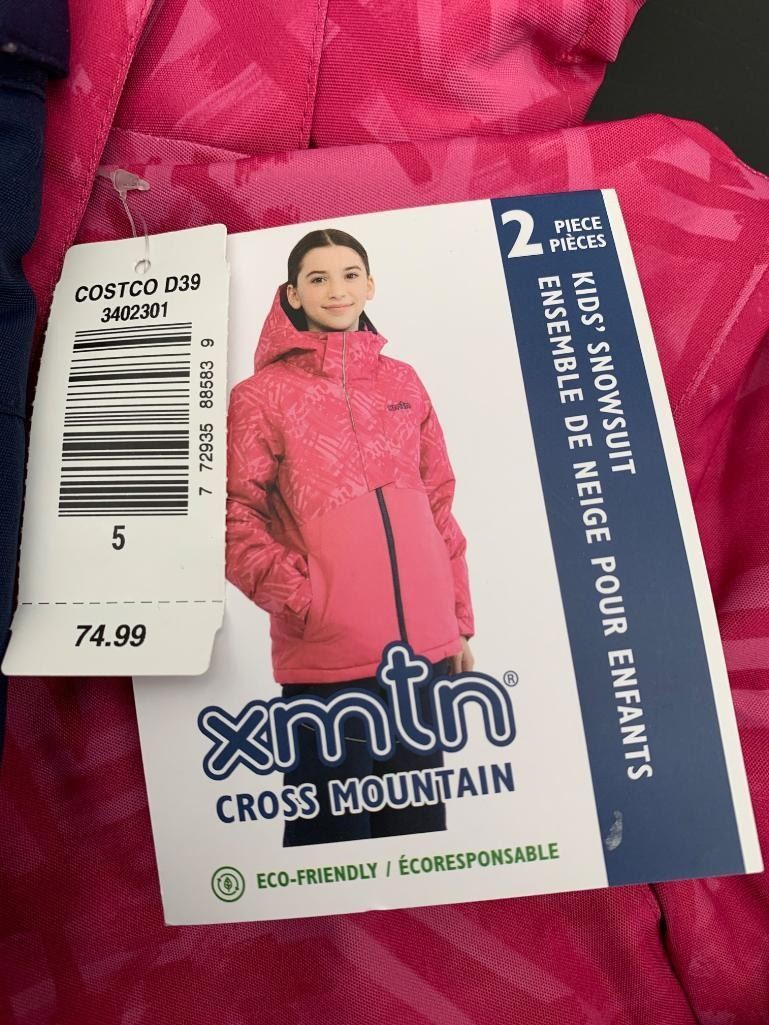 COSTCO D39
3402301
7 72935 88583 9
5
74.99
2 PIECE
PIÈCES
KIDS' SNOWSUIT
ENSEMBLE DE NEIGE POUR ENFANTS
xmtn
xmtn®
CROSS MOUNTAIN
ECO-FRIENDLY / ÉCORESPONSABLE